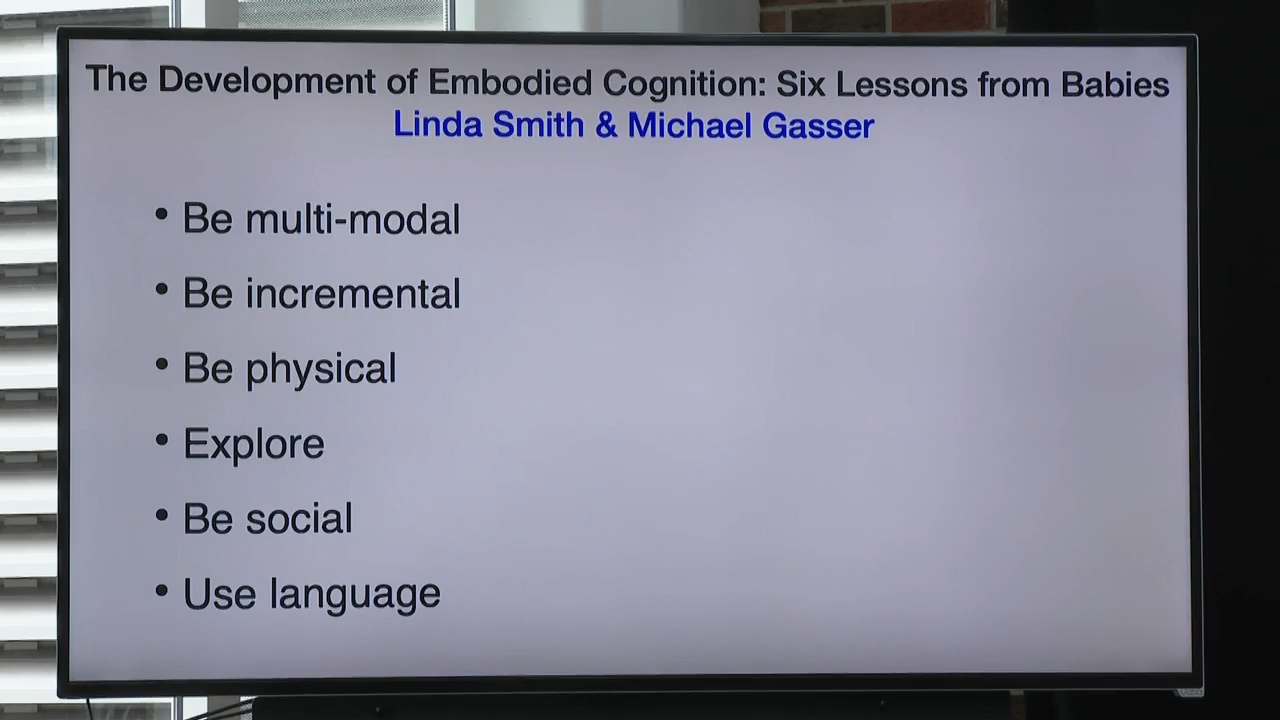 The Development of Embodied Cognition: Six Lessons from Babies
Linda Smith & Michael Gasser
• Be multi-modal
• Be incremental
• Be physical
• Explore
• Be social
• Use language